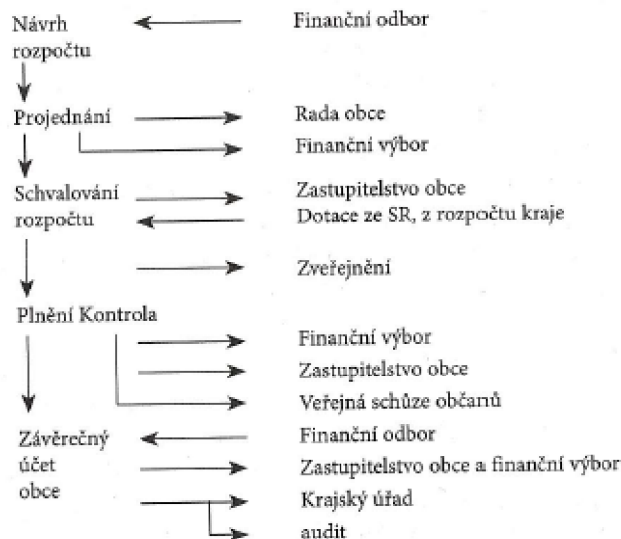 Návrh
rozpočtu
Finanční odbor
Projednání
Rada obce
Finanční výbor
Schvalování
rozpočtu
Zastupitelstvo obce
Dotace ze SR, z rozpočtu kraje
Zveřejnění
Plnění Kontrola
Finanční výbor
Zastupitelstvo obce
Veřejná schůze občanů
Závěrečný
účet
obce
Finanční odbor
Zastupitelstvo obce a finanční výbor
Krajský úřad
audit